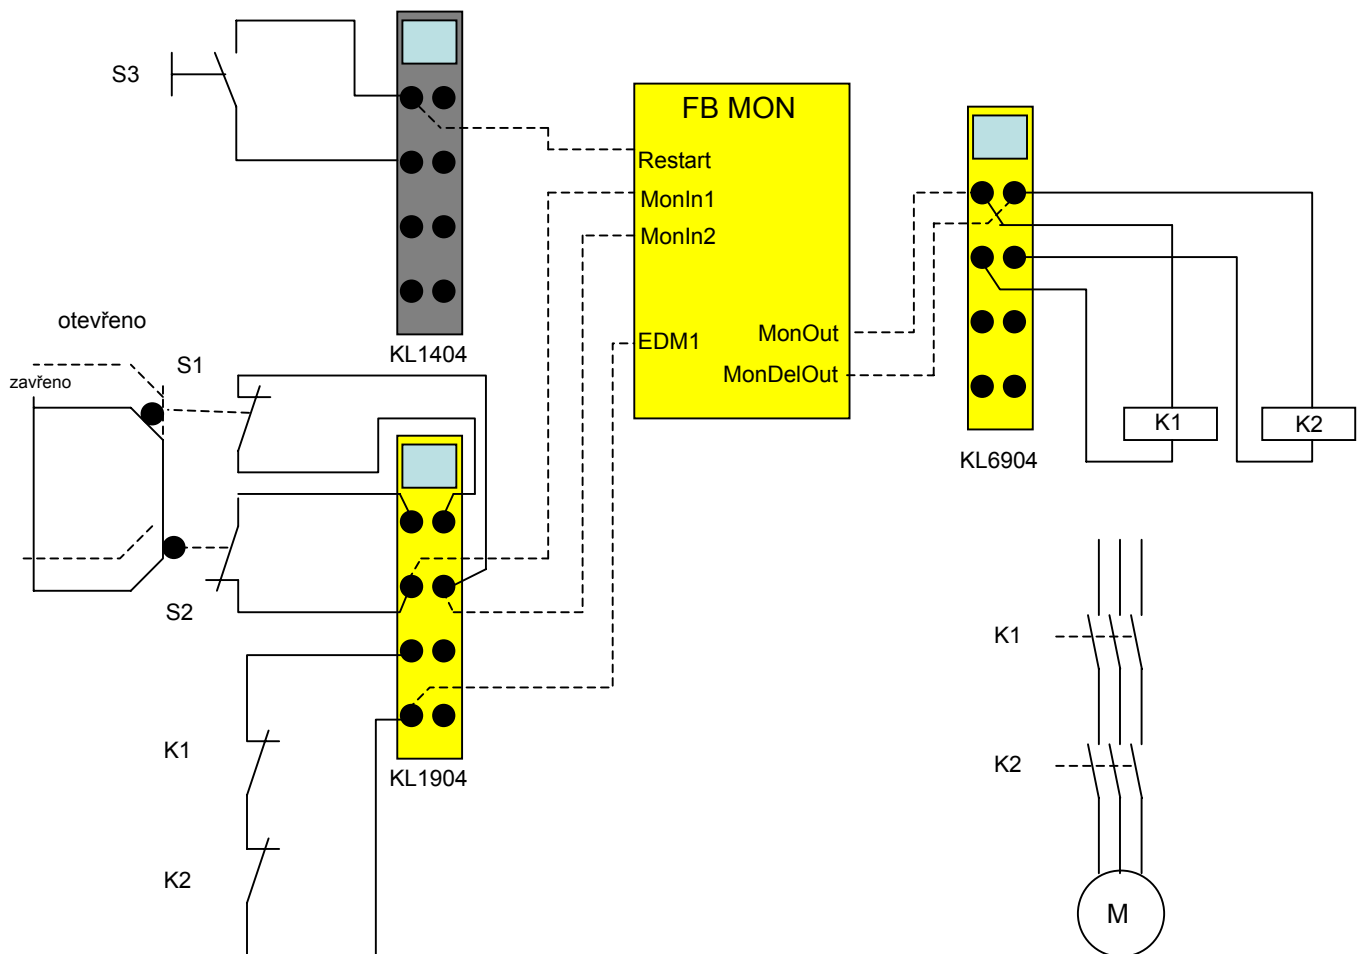 S3
FB MON
Restart
MonIn1
MonIn2
EDM1
MonOut
MonDelOut
KL1404
otevřeno
zavřeno
S1
S2
K1
K2
KL6904
KL1904
K1
K2
K1
K2
M